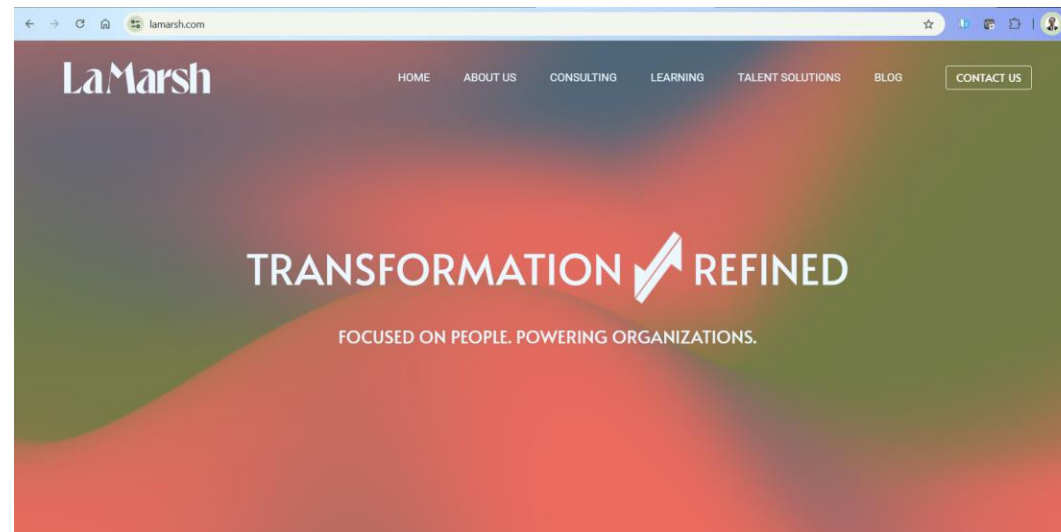 lamarsh.com
LaMarsh
HOME ABOUT US CONSULTING LEARNING TALENT SOLUTIONS BLOG CONTACT US
TRANSFORMATION REFINED
FOCUSED ON PEOPLE. POWERING ORGANIZATIONS.